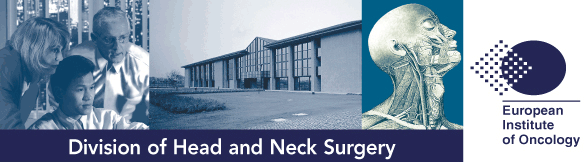 Division of Head and Neck Surgery
European
Institute
of Oncology